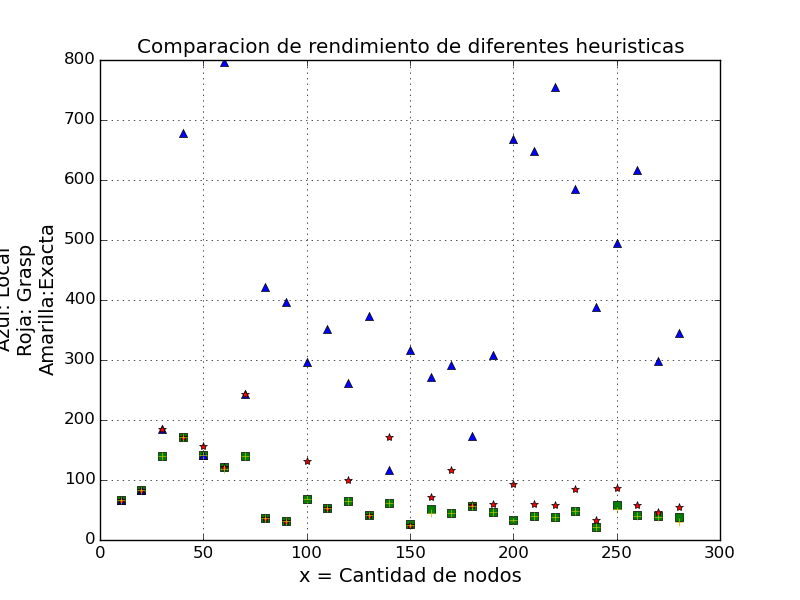 Comparacion de rendimiento de diferentes heuristicas
800
700
600
500
400
300
200
100
0
Azul: Local
Roja: Grasp
Amarilla:Exacta
0 50 100 150 200 250 300
x = Cantidad de nodos